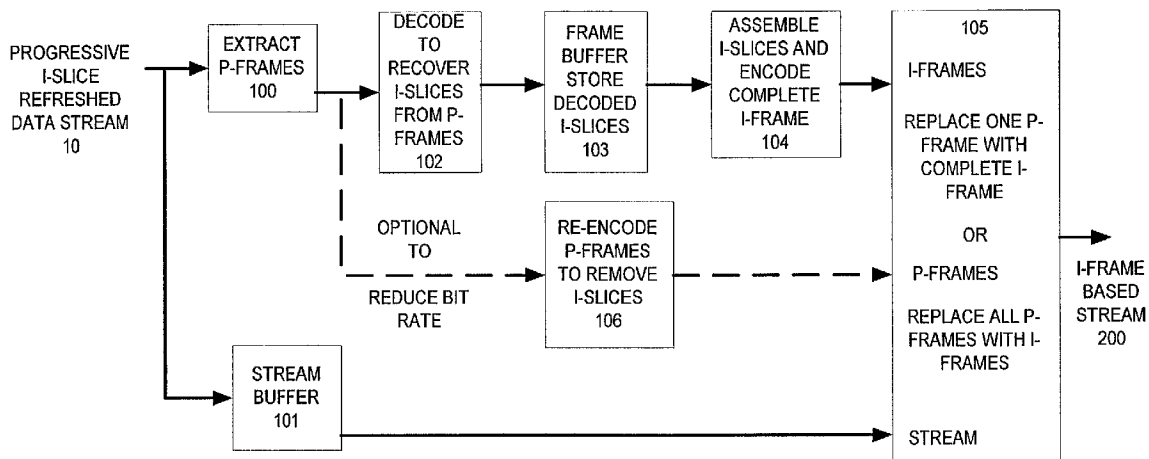 PROGRESSIVE
I-SLICE
REFRESHED
DATA STREAM
10
EXTRACT
P-FRAMES
100
DECODE
TO
RECOVER
I-SLICES
FROM P-
FRAMES
102
FRAME
BUFFER
STORE
DECODED
I-SLICES
103
ASSEMBLE
I-SLICES AND
ENCODE
COMPLETE
I-FRAME
104
105
I-FRAMES
REPLACE ONE P-
FRAME WITH
COMPLETE I-
FRAME
OR
P-FRAMES
REPLACE ALL P-
FRAMES WITH I-
FRAMES
STREAM
OPTIONAL
TO
REDUCE BIT
RATE
RE-ENCODE
P-FRAMES
TO REMOVE
I-SLICES
106
STREAM
BUFFER
101
I-FRAME
BASED
STREAM
200